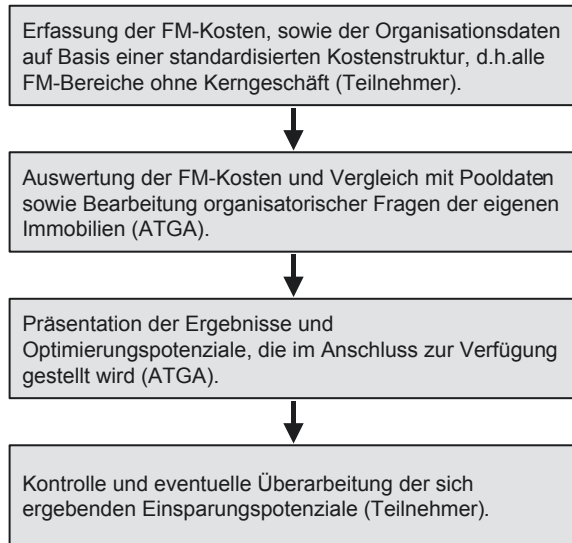 Erfassung der FM-Kosten, sowie der Organisationsdaten
auf Basis einer standardisierten Kostenstruktur, d.h.alle
FM-Bereiche ohne Kerngeschäft (Teilnehmer).
Auswertung der FM-Kosten und Vergleich mit Pooldaten
sowie Bearbeitung organisatorischer Fragen der eigenen
Immobilien (ATGA).
Präsentation der Ergebnisse und
Optimierungspotenziale, die im Anschluss zur Verfügung
gestellt wird (ATGA).
Kontrolle und eventuelle Überarbeitung der sich
ergebenden Einsparungspotenziale (Teilnehmer).